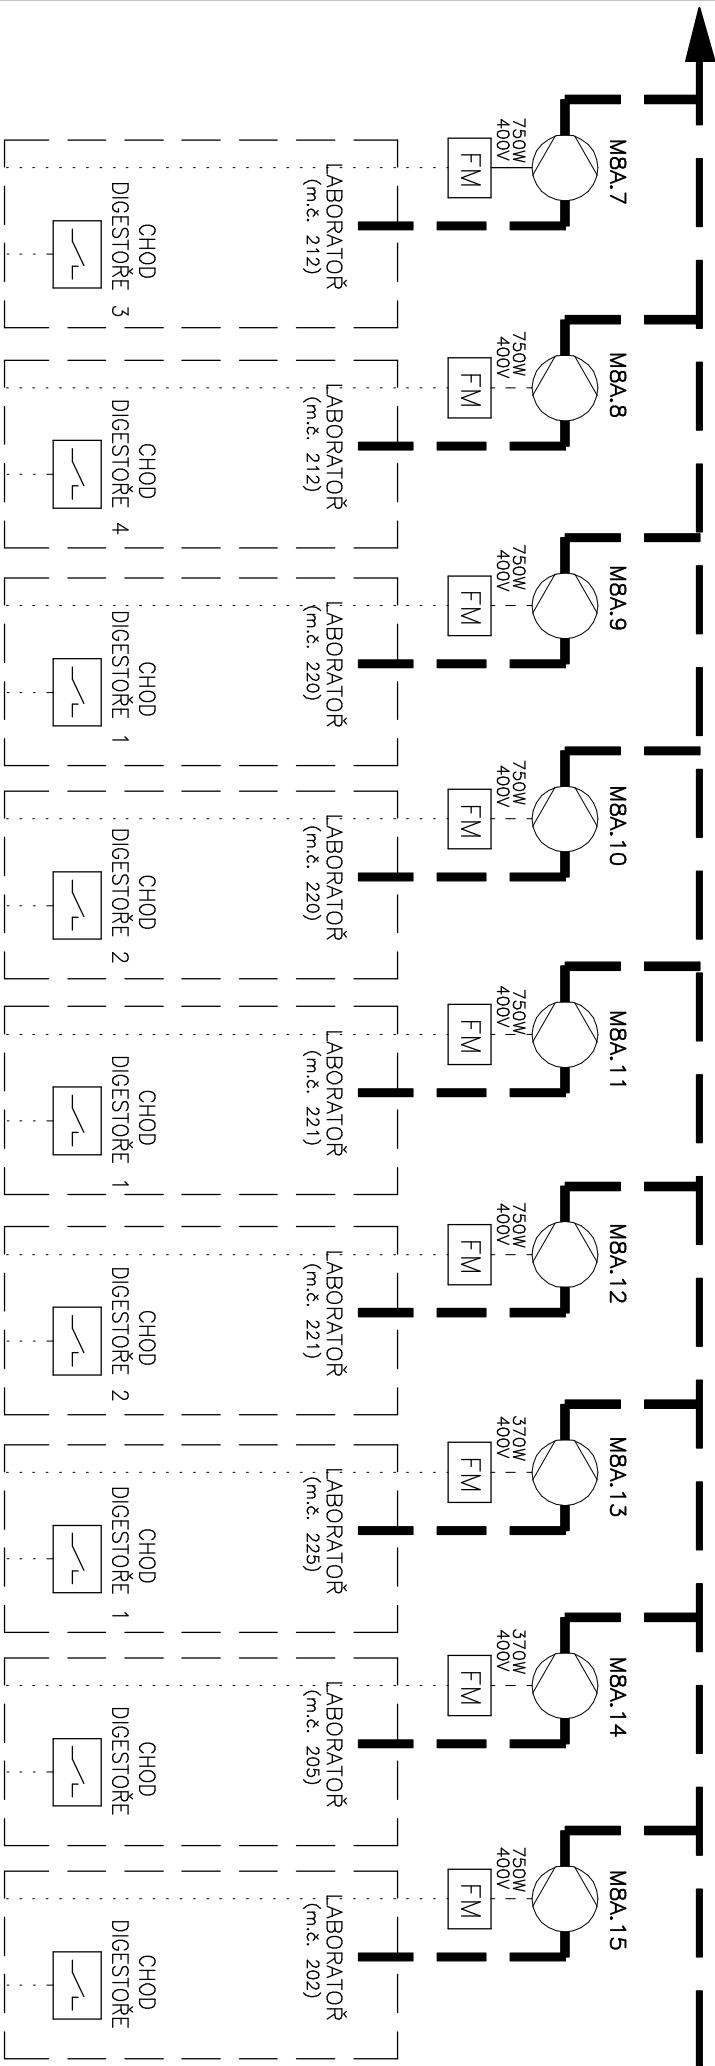 M8A.7
750W
400V
FM
LABORATOŘ
(m.č. 212)
CHOD
DIGESTOŘE 3
M8A.8
750W
400V
FM
LABORATOŘ
(m.č. 212)
CHOD
DIGESTOŘE 4
M8A.9
750W
400V
FM
LABORATOŘ
(m.č. 220)
CHOD
DIGESTOŘE 1
M8A.10
750W
400V
FM
LABORATOŘ
(m.č. 220)
CHOD
DIGESTOŘE 2
M8A.11
750W
400V
FM
LABORATOŘ
(m.č. 221)
CHOD
DIGESTOŘE 1
M8A.12
750W
400V
FM
LABORATOŘ
(m.č. 221)
CHOD
DIGESTOŘE 2
M8A.13
370W
400V
FM
LABORATOŘ
(m.č. 225)
CHOD
DIGESTOŘE 1
M8A.14
370W
400V
FM
LABORATOŘ
(m.č. 205)
CHOD
DIGESTOŘE
M8A.15
750W
400V
FM
LABORATOŘ
(m.č. 202)
CHOD
DIGESTOŘE